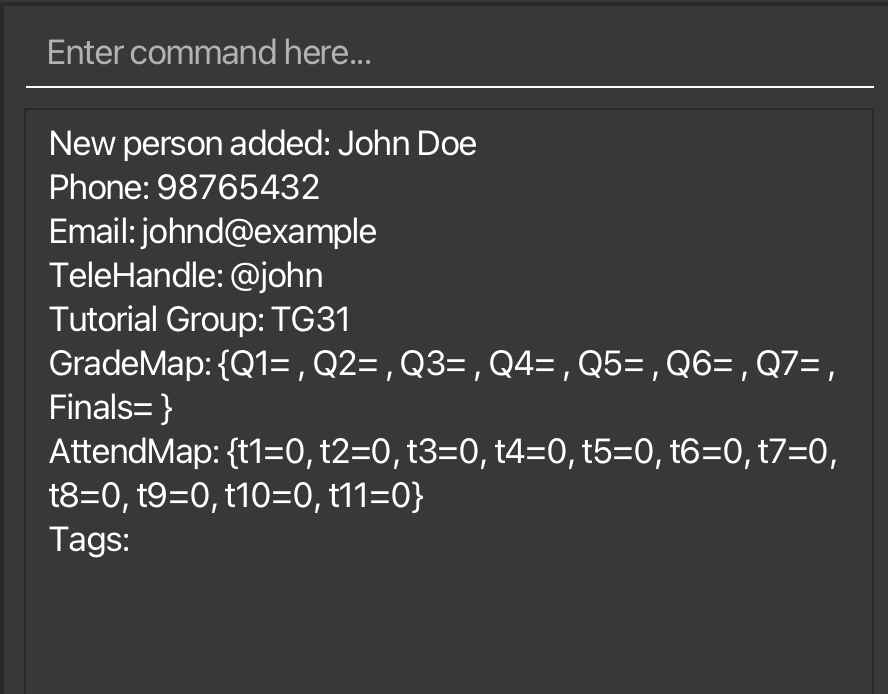 Enter command here...
New person added: John Doe
Phone: 98765432
Email: johnd@example
TeleHandle: @john
Tutorial Group: TG31
GradeMap: {Q1= , Q2= , Q3= , Q4= , Q5= , Q6= , Q7= ,
Finals= }
AttendMap: {t1=0, t2=0, t3=0, t4=0, t5=0, t6=0, t7=0,
t8=0, t9=0, t10=0, t11=0}
Tags: